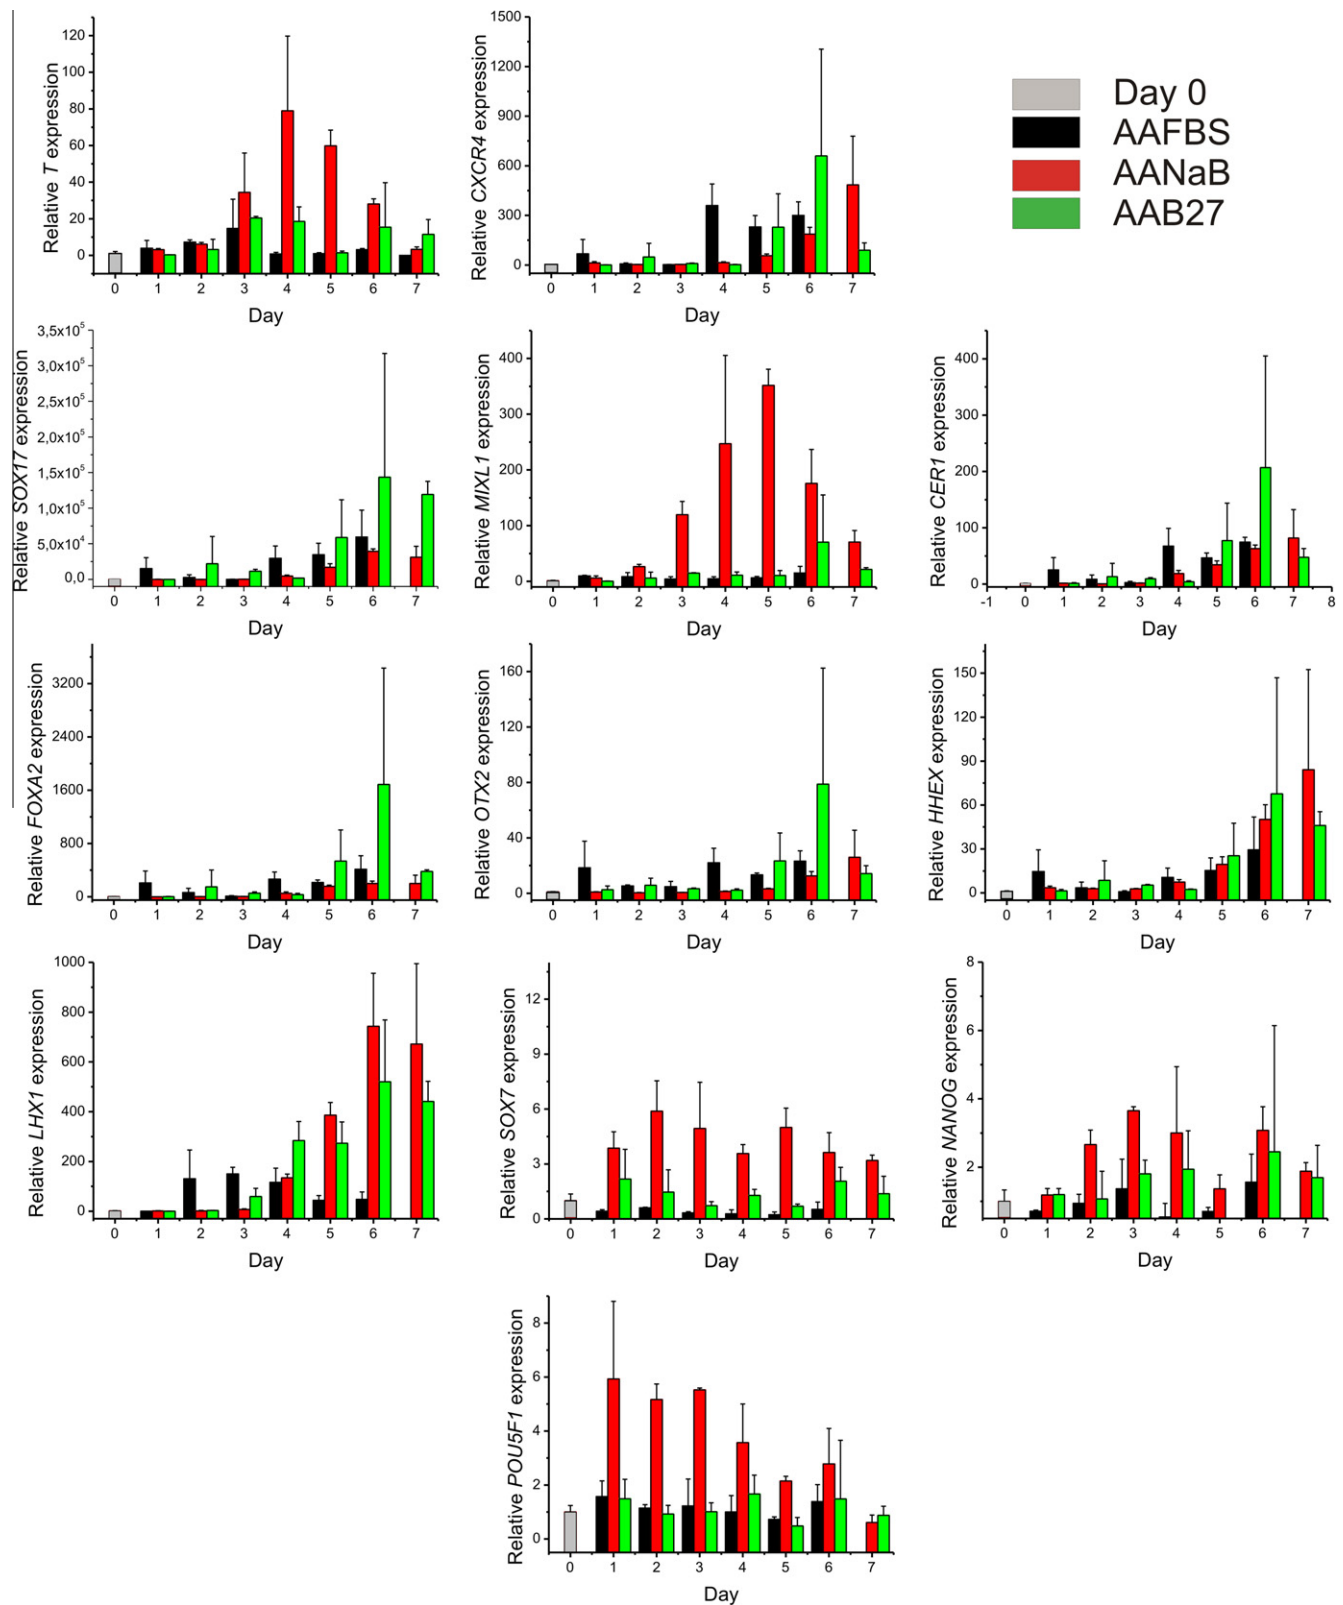 Day 0
AAFBS
AANaB
AAB27
Relative T expression
120
100
80
60
40
20
0
0 1 2 3 4 5 6 7
Day
Relative CXCR4 expression
1500
1200
900
600
300
0
0 1 2 3 4 5 6 7
Day
Relative SOX17 expression
3,5x10⁵
3,0x10⁵
2,5x10⁵
2,0x10⁵
1,5x10⁵
1,0x10⁵
5,0x10⁴
0,0
0 1 2 3 4 5 6 7
Day
Relative MIXL1 expression
400
300
200
100
0
0 1 2 3 4 5 6 7
Day
Relative CER1 expression
400
300
200
100
0
-1 0 1 2 3 4 5 6 7 8
Day
Relative FOXA2 expression
3200
2400
1600
800
0
0 1 2 3 4 5 6 7
Day
Relative OTX2 expression
160
120
80
40
0
0 1 2 3 4 5 6 7
Day
Relative HHEX expression
150
120
90
60
30
0
0 1 2 3 4 5 6 7
Day
Relative LHX1 expression
1000
800
600
400
200
0
0 1 2 3 4 5 6 7
Day
Relative SOX7 expression
12
9
6
3
0
0 1 2 3 4 5 6 7
Day
Relative NANOG expression
8
6
4
2
0 1 2 3 4 5 6 7
Day
Relative POU5F1 expression
8
6
4
2
0
0 1 2 3 4 5 6 7
Day